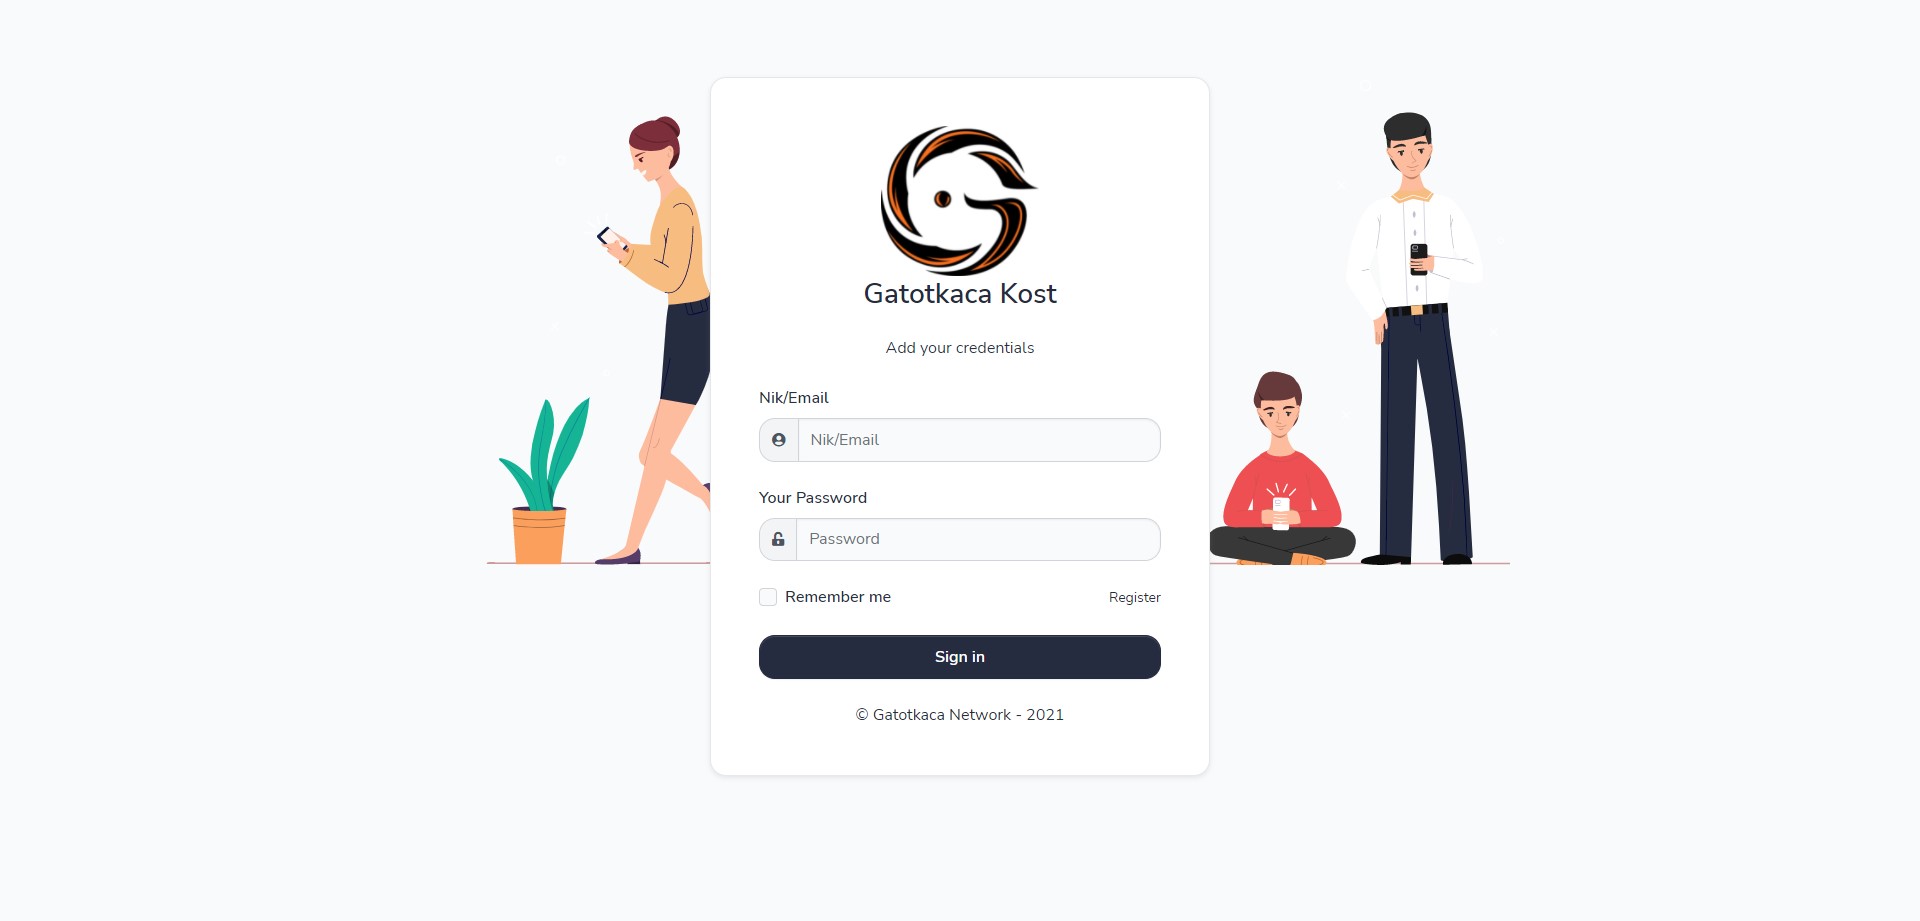 Gatotkaca Kost
Add your credentials
Nik/Email
Nik/Email
Your Password
Password
Remember me
Register
Sign in
© Gatotkaca Network - 2021